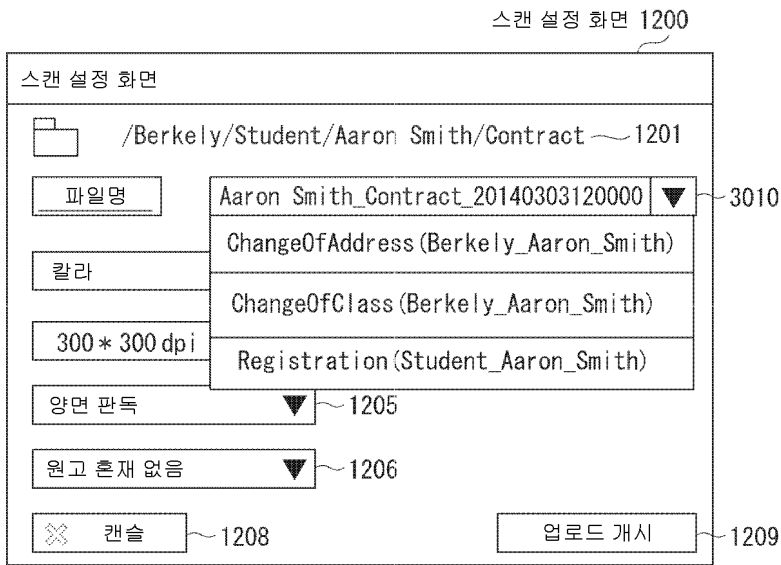 스캔 설정 화면 1200
스캔 설정 화면
/Berkely/Student/Aaron Smith/Contract 1201
파일명 Aaron Smith_Contract_20140303120000 ▼ 3010
ChangeOfAddress(Berkely_Aaron_Smith)
칼라
ChangeOfClass(Berkely_Aaron_Smith)
300*300 dpi
Registration(Student_Aaron_Smith)
양면 판독 ▼ 1205
원고 혼재 없음 ▼ 1206
캔슬 1208 업로드 개시 1209